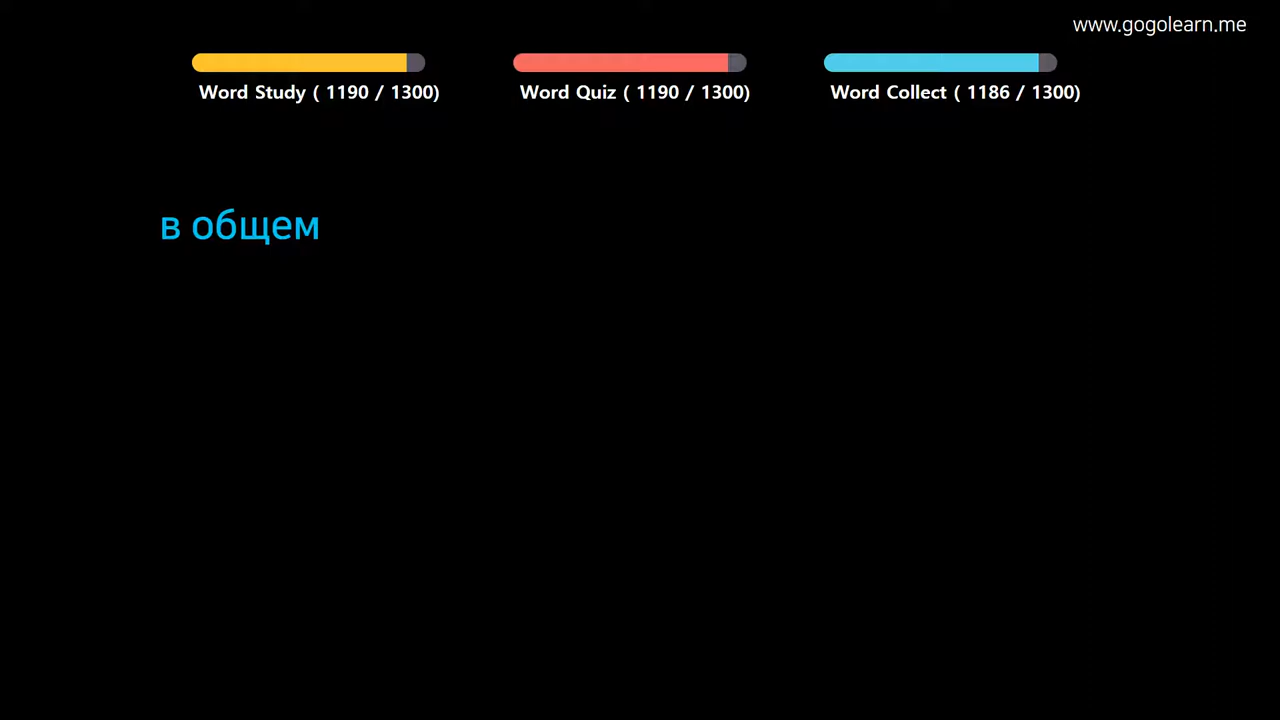 www.gogolearn.me
Word Study ( 1190 / 1300)
Word Quiz ( 1190 / 1300)
Word Collect ( 1186 / 1300)
в общем